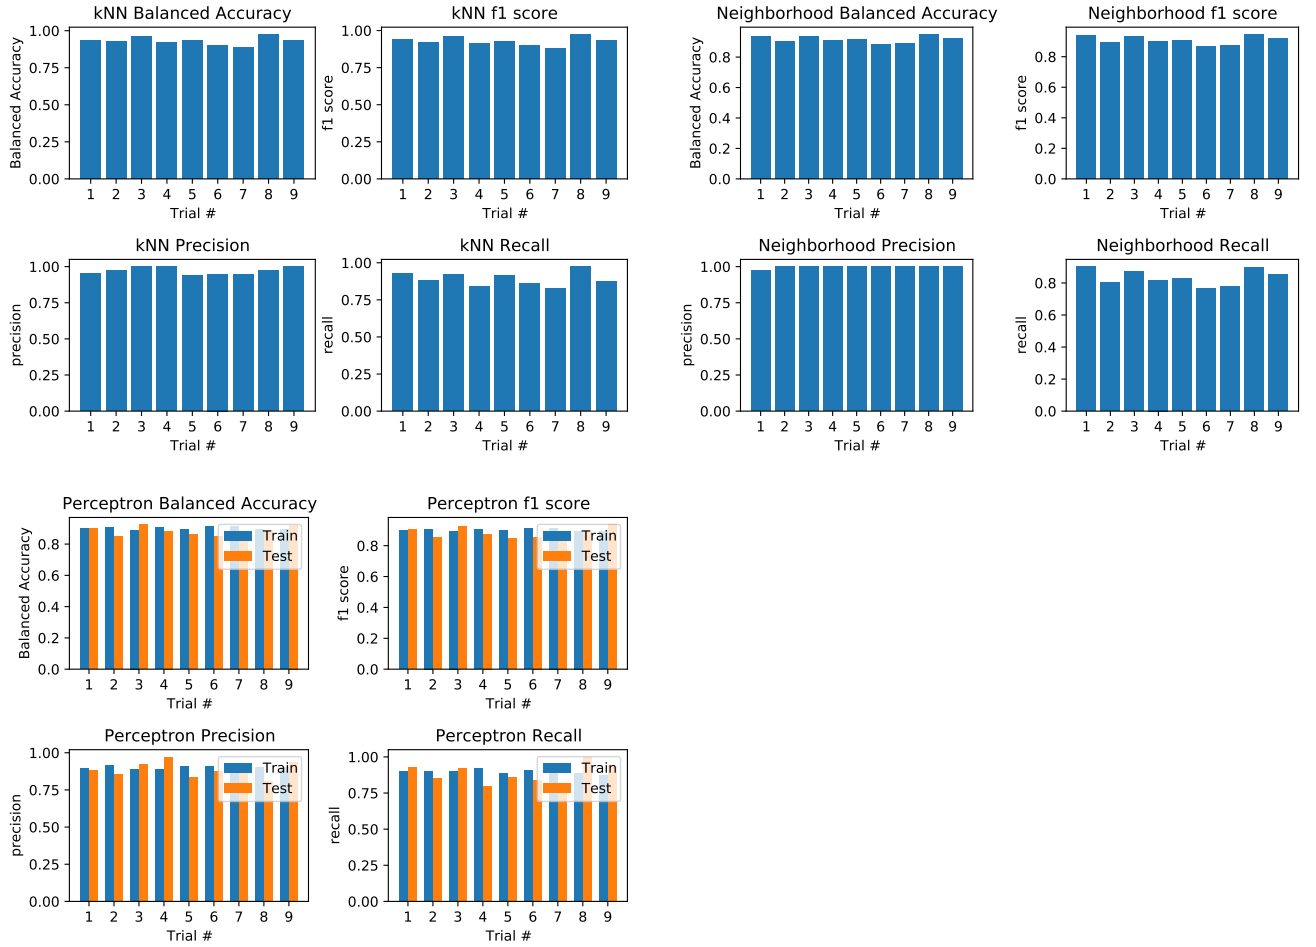 kNN Balanced Accuracy
Balanced Accuracy
1.00
0.75
0.50
0.25
0.00
1 2 3 4 5 6 7 8 9
Trial #
kNN f1 score
f1 score
1.00
0.75
0.50
0.25
0.00
1 2 3 4 5 6 7 8 9
Trial #
Neighborhood Balanced Accuracy
Balanced Accuracy
0.8
0.6
0.4
0.2
0.0
1 2 3 4 5 6 7 8 9
Trial #
Neighborhood f1 score
f1 score
0.8
0.6
0.4
0.2
0.0
1 2 3 4 5 6 7 8 9
Trial #
kNN Precision
precision
1.00
0.75
0.50
0.25
0.00
1 2 3 4 5 6 7 8 9
Trial #
kNN Recall
recall
1.00
0.75
0.50
0.25
0.00
1 2 3 4 5 6 7 8 9
Trial #
Neighborhood Precision
precision
1.00
0.75
0.50
0.25
0.00
1 2 3 4 5 6 7 8 9
Trial #
Neighborhood Recall
recall
0.8
0.6
0.4
0.2
0.0
1 2 3 4 5 6 7 8 9
Trial #
Perceptron Balanced Accuracy
Balanced Accuracy
0.8
0.6
0.4
0.2
0.0
Train
Test
1 2 3 4 5 6 7 8 9
Trial #
Perceptron f1 score
f1 score
0.8
0.6
0.4
0.2
0.0
Train
Test
1 2 3 4 5 6 7 8 9
Trial #
Perceptron Precision
precision
1.00
0.75
0.50
0.25
0.00
Train
Test
1 2 3 4 5 6 7 8 9
Trial #
Perceptron Recall
recall
1.00
0.75
0.50
0.25
0.00
Train
Test
1 2 3 4 5 6 7 8 9
Trial #